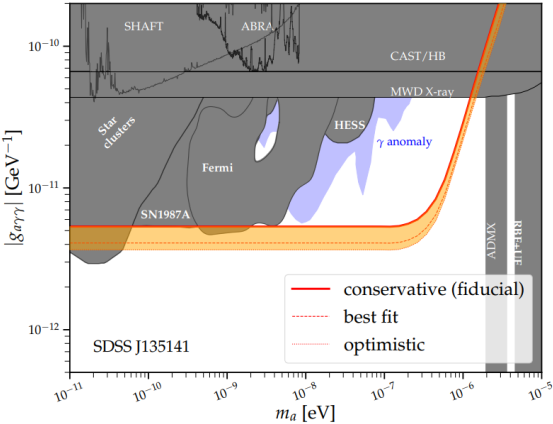 SHAFT
ABRA
CAST/HB
MWD X-ray
Star
clusters
HESS
γ anomaly
Fermi
SN1987A
ADMX
RBF+UF
conservative (fiducial)
best fit
optimistic
SDSS J135141
|g_{aγγ}| [GeV⁻¹]
10⁻¹⁰
10⁻¹¹
10⁻¹²
10⁻¹¹
10⁻¹⁰
10⁻⁹
10⁻⁸
10⁻⁷
10⁻⁶
10⁻⁵
m_a [eV]